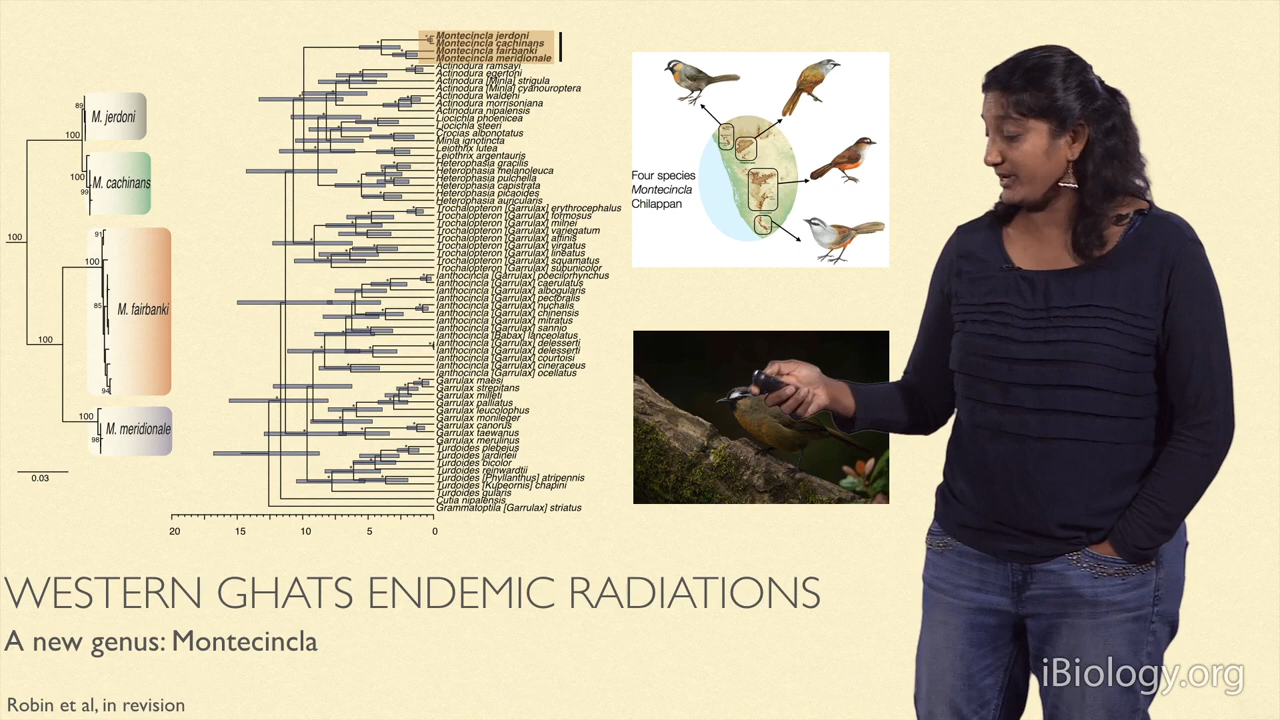 89
M. jerdoni
100
100
M. cachinans
99
100
91
100
85
M. fairbanki
100
94
100
M. meridionale
98
0.03
Montecincla jerdoni
Montecincla cachinans
Montecincla fairbanki
Montecincla meridionale
Actinodura ramsayi
Actinodura egertoni
Actinodura [Minla] strigula
Actinodura [Minla] cyanouroptera
Actinodura waldeni
Actinodura morrisoniana
Actinodura nipalensis
Liocichla phoenicea
Liocichla steeri
Crocias albonotatus
Minla ignotincta
Leiothrix lutea
Leiothrix argentauris
Heterophasia gracilis
Heterophasia melanoleuca
Heterophasia pulchella
Heterophasia capistrata
Heterophasia picaoides
Heterophasia auricularis
Trochalopteron [Garrulax] erythrocephalus
Trochalopteron [Garrulax] formosus
Trochalopteron [Garrulax] milnei
Trochalopteron [Garrulax] variegatum
Trochalopteron [Garrulax] affinis
Trochalopteron [Garrulax] virgatus
Trochalopteron [Garrulax] lineatus
Trochalopteron [Garrulax] squamatus
Trochalopteron [Garrulax] subunicolor
Ianthocincla [Garrulax] poecilorhynchus
Ianthocincla [Garrulax] caerulatus
Ianthocincla [Garrulax] albogularis
Ianthocincla [Garrulax] pectoralis
Ianthocincla [Garrulax] nuchalis
Ianthocincla [Garrulax] chinensis
Ianthocincla [Garrulax] mitratus
Ianthocincla [Garrulax] sannio
Ianthocincla [Babax] lanceolatus
Ianthocincla [Garrulax] delesserti
Ianthocincla [Garrulax] delesserti
Ianthocincla [Garrulax] courtoisi
Ianthocincla [Garrulax] cineraceus
Ianthocincla [Garrulax] ocellatus
Garrulax maesi
Garrulax strepitans
Garrulax milleti
Garrulax palliatus
Garrulax leucolophus
Garrulax monileger
Garrulax canorus
Garrulax taewanus
Garrulax merulinus
Turdoides plebejus
Turdoides jardineii
Turdoides bicolor
Turdoides reinwardtii
Turdoides [Phyllanthus] atripennis
Turdoides [Kupeornis] chapini
Turdoides gularis
Cutia nipalensis
Grammatoptila [Garrulax] striatus
20 15 10 5 0
Four species
Montecincla
Chilappan
WESTERN GHATS ENDEMIC RADIATIONS
A new genus: Montecincla
Robin et al, in revision
iBiology.org